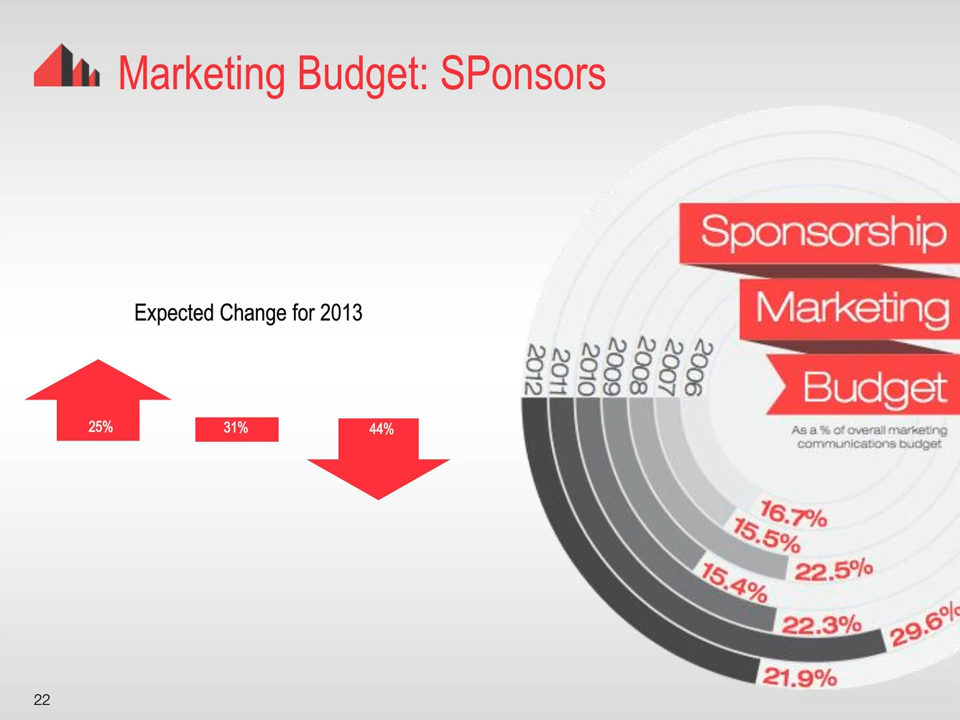 Marketing Budget: SPonsors
Expected Change for 2013
25%
31%
44%
Sponsorship
Marketing
Budget
As a % of overall marketing
communications budget
2012
2011
2010
2009
2008
2007
2006
16.7%
15.5%
22.5%
15.4%
22.3%
29.6%
21.9%
22